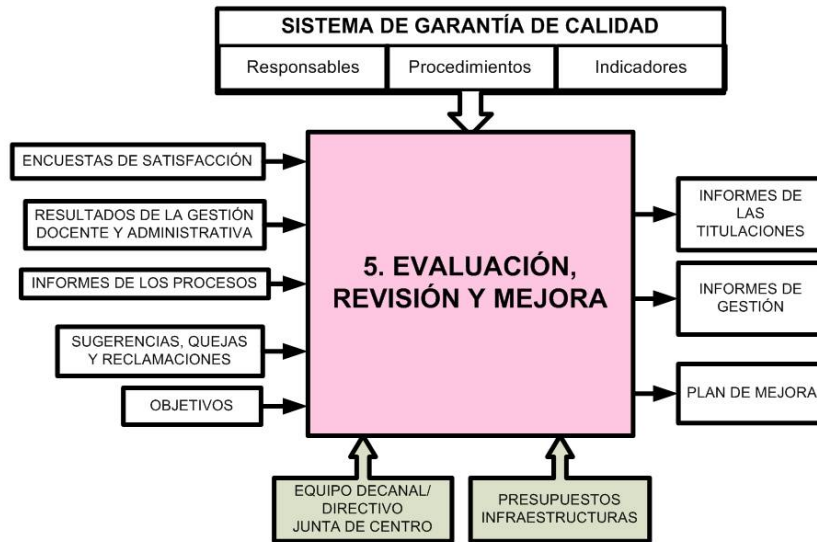 SISTEMA DE GARANTÍA DE CALIDAD
Responsables
Procedimientos
Indicadores
ENCUESTAS DE SATISFACCIÓN
RESULTADOS DE LA GESTIÓN
DOCENTE Y ADMINISTRATIVA
INFORMES DE LOS PROCESOS
SUGERENCIAS, QUEJAS
Y RECLAMACIONES
OBJETIVOS
5. EVALUACIÓN,
REVISIÓN Y MEJORA
INFORMES DE
LAS
TITULACIONES
INFORMES DE
GESTIÓN
PLAN DE MEJORA
EQUIPO DECANAL/
DIRECTIVO
JUNTA DE CENTRO
PRESUPUESTOS
INFRAESTRUCTURAS